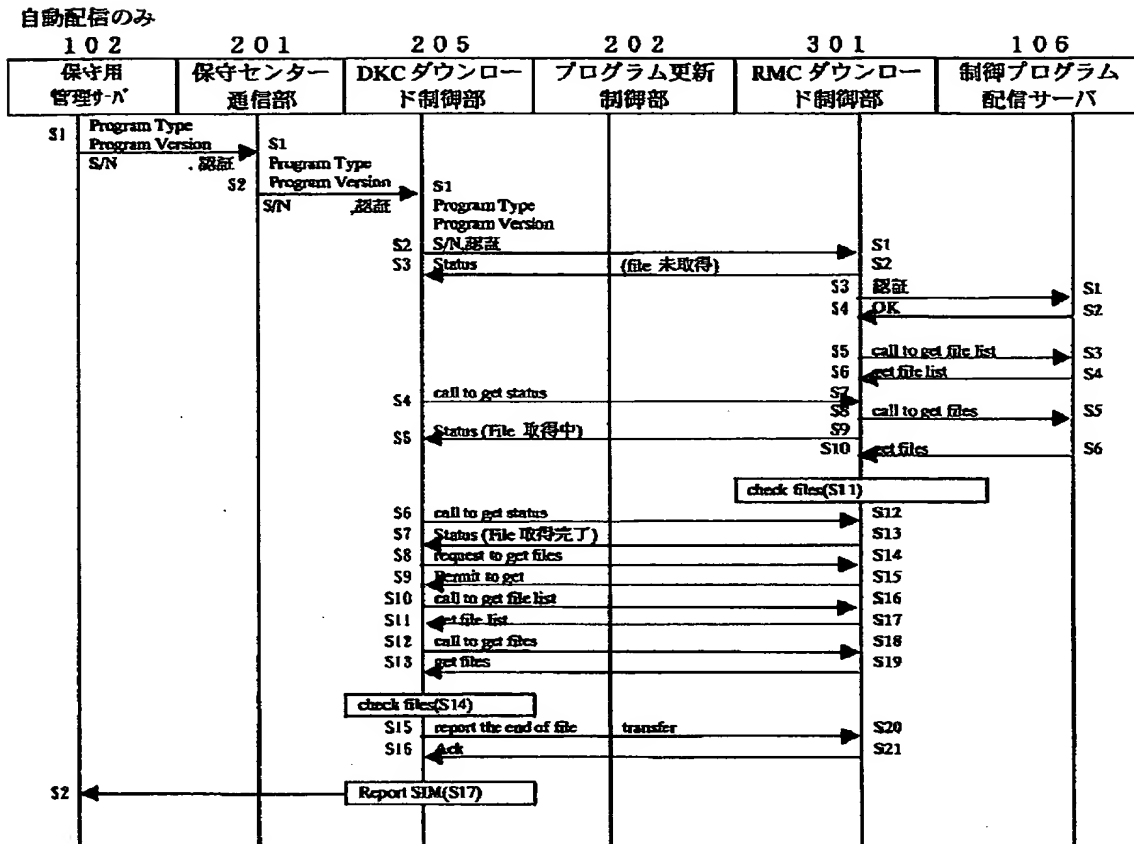 自動配信のみ
102 201 205 202 301 106
保守用 保守センター DKCダウンロー プログラム更新 RMCダウンロー 制御プログラム
管理サーバ 通信部 ド制御部 制御部 ド制御部 配信サーバ
S1 Program Type
Program Version S1
S/N ,認証 Program Type
S2 Program Version S1
S/N ,認証 Program Type
Program Version
S2 S/N,認証 S1
S3 Status (file 未取得) S2
S3 認証 S1
S4 OK S2
S5 call to get file list S3
S6 get file list S4
S4 call to get status S7
S8 call to get files S5
S5 Status (File 取得中) S9
S10 get files S6
check files(S11)
S6 call to get status S12
S7 Status (File 取得完了) S13
S8 request to get files S14
S9 Permit to get S15
S10 call to get file list S16
S11 get file list S17
S12 call to get files S18
S13 get files S19
check files(S14)
S15 report the end of file transfer S20
S16 Ack S21
S2 Report SIM(S17)